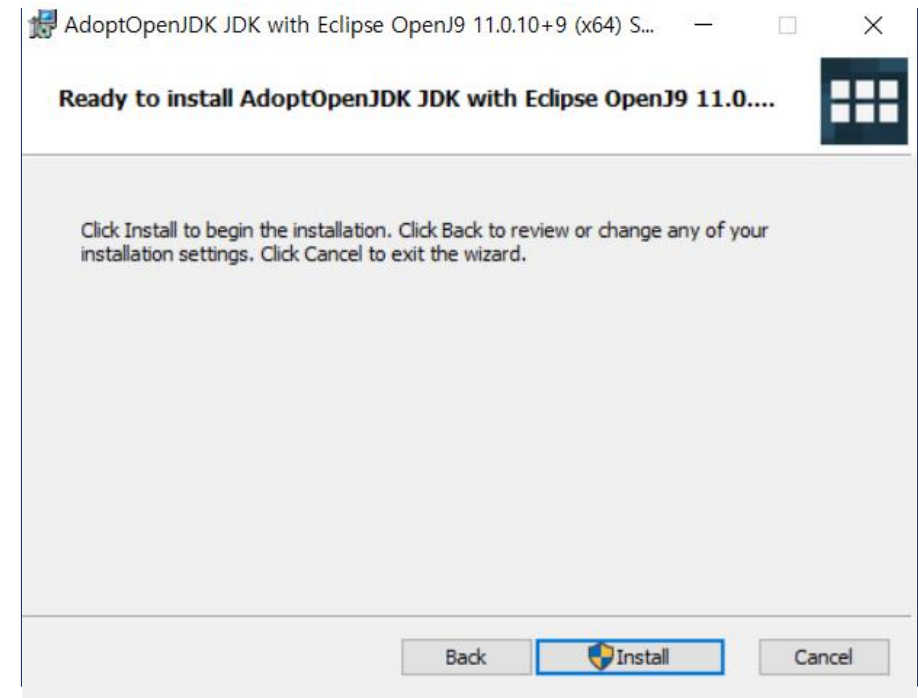 AdoptOpenJDK JDK with Eclipse OpenJ9 11.0.10+9 (x64) S...
Ready to install AdoptOpenJDK JDK with Eclipse OpenJ9 11.0....
Click Install to begin the installation. Click Back to review or change any of your
installation settings. Click Cancel to exit the wizard.
Back
Install
Cancel